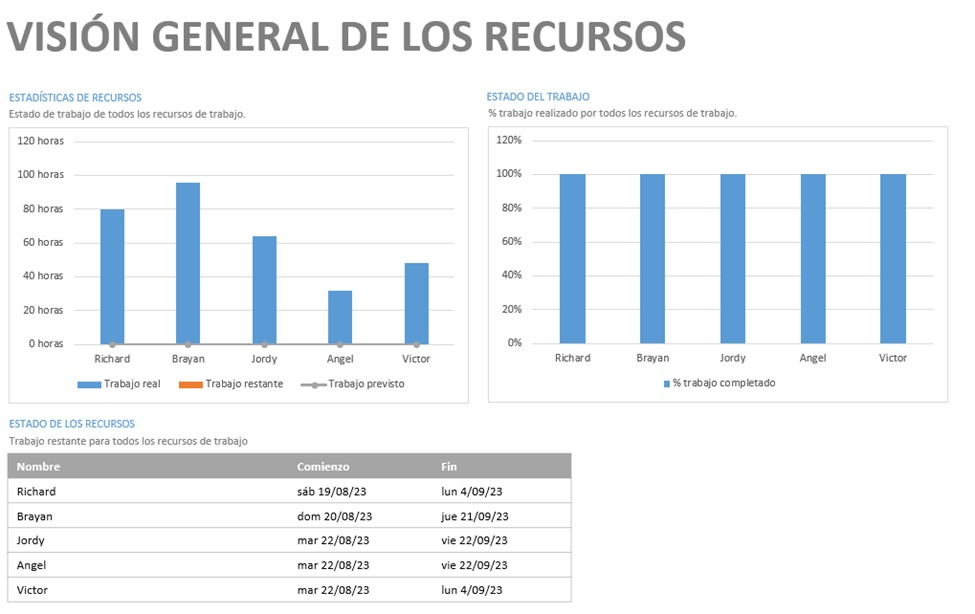 VISIÓN GENERAL DE LOS RECURSOS
ESTADÍSTICAS DE RECURSOS
Estado de trabajo de todos los recursos de trabajo.
120 horas
100 horas
80 horas
60 horas
40 horas
20 horas
0 horas
Richard Brayan Jordy Angel Victor
Trabajo real Trabajo restante Trabajo previsto
ESTADO DEL TRABAJO
% trabajo realizado por todos los recursos de trabajo.
120%
100%
80%
60%
40%
20%
0%
Richard Brayan Jordy Angel Victor
% trabajo completado
ESTADO DE LOS RECURSOS
Trabajo restante para todos los recursos de trabajo
Nombre Comienzo Fin
Richard sáb 19/08/23 lun 4/09/23
Brayan dom 20/08/23 jue 21/09/23
Jordy mar 22/08/23 vie 22/09/23
Angel mar 22/08/23 vie 22/09/23
Victor mar 22/08/23 lun 4/09/23